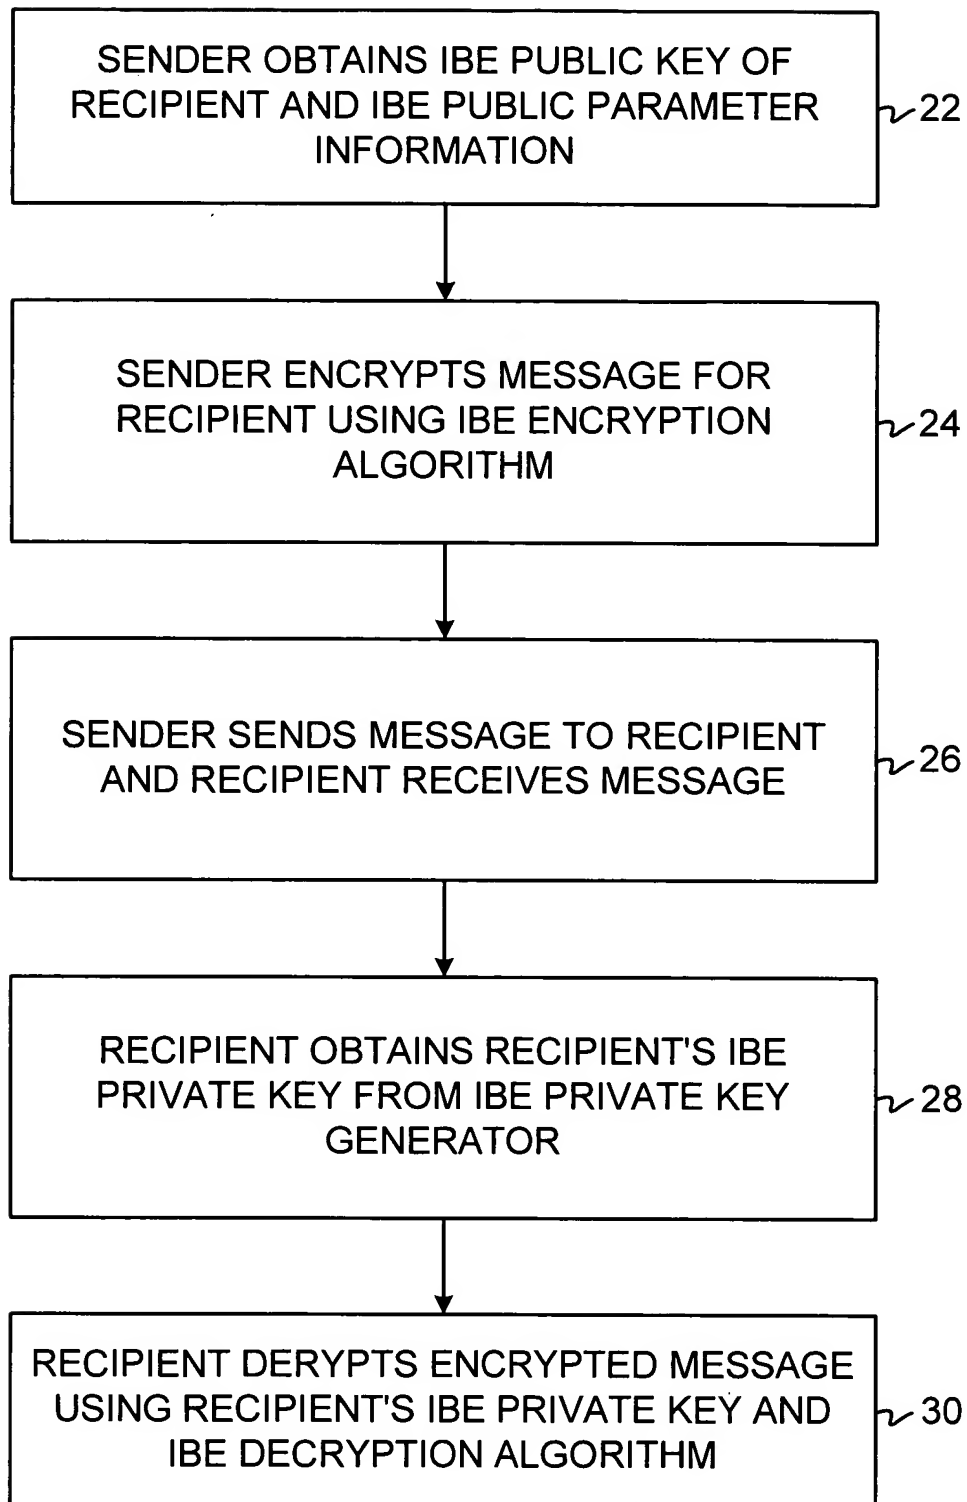 SENDER OBTAINS IBE PUBLIC KEY OF
RECIPIENT AND IBE PUBLIC PARAMETER
INFORMATION
22
SENDER ENCRYPTS MESSAGE FOR
RECIPIENT USING IBE ENCRYPTION
ALGORITHM
24
SENDER SENDS MESSAGE TO RECIPIENT
AND RECIPIENT RECEIVES MESSAGE
26
RECIPIENT OBTAINS RECIPIENT'S IBE
PRIVATE KEY FROM IBE PRIVATE KEY
GENERATOR
28
RECIPIENT DERYPTS ENCRYPTED MESSAGE
USING RECIPIENT'S IBE PRIVATE KEY AND
IBE DECRYPTION ALGORITHM
30